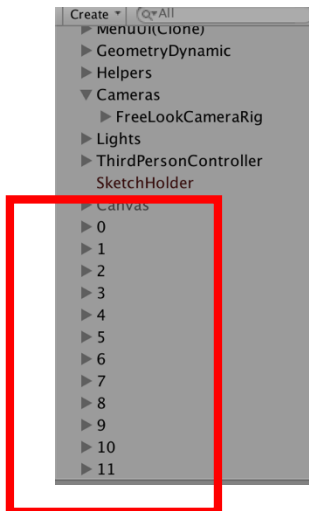 Create
All
MenuUI(Clone)
GeometryDynamic
Helpers
Cameras
FreeLookCameraRig
Lights
ThirdPersonController
SketchHolder
Canvas
0
1
2
3
4
5
6
7
8
9
10
11